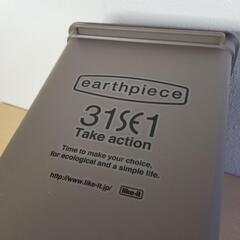 earthpiece
31SE1
Take action
Time to make your choice,
for ecological and a simple life.
http://www.like-it.jp/ like-it